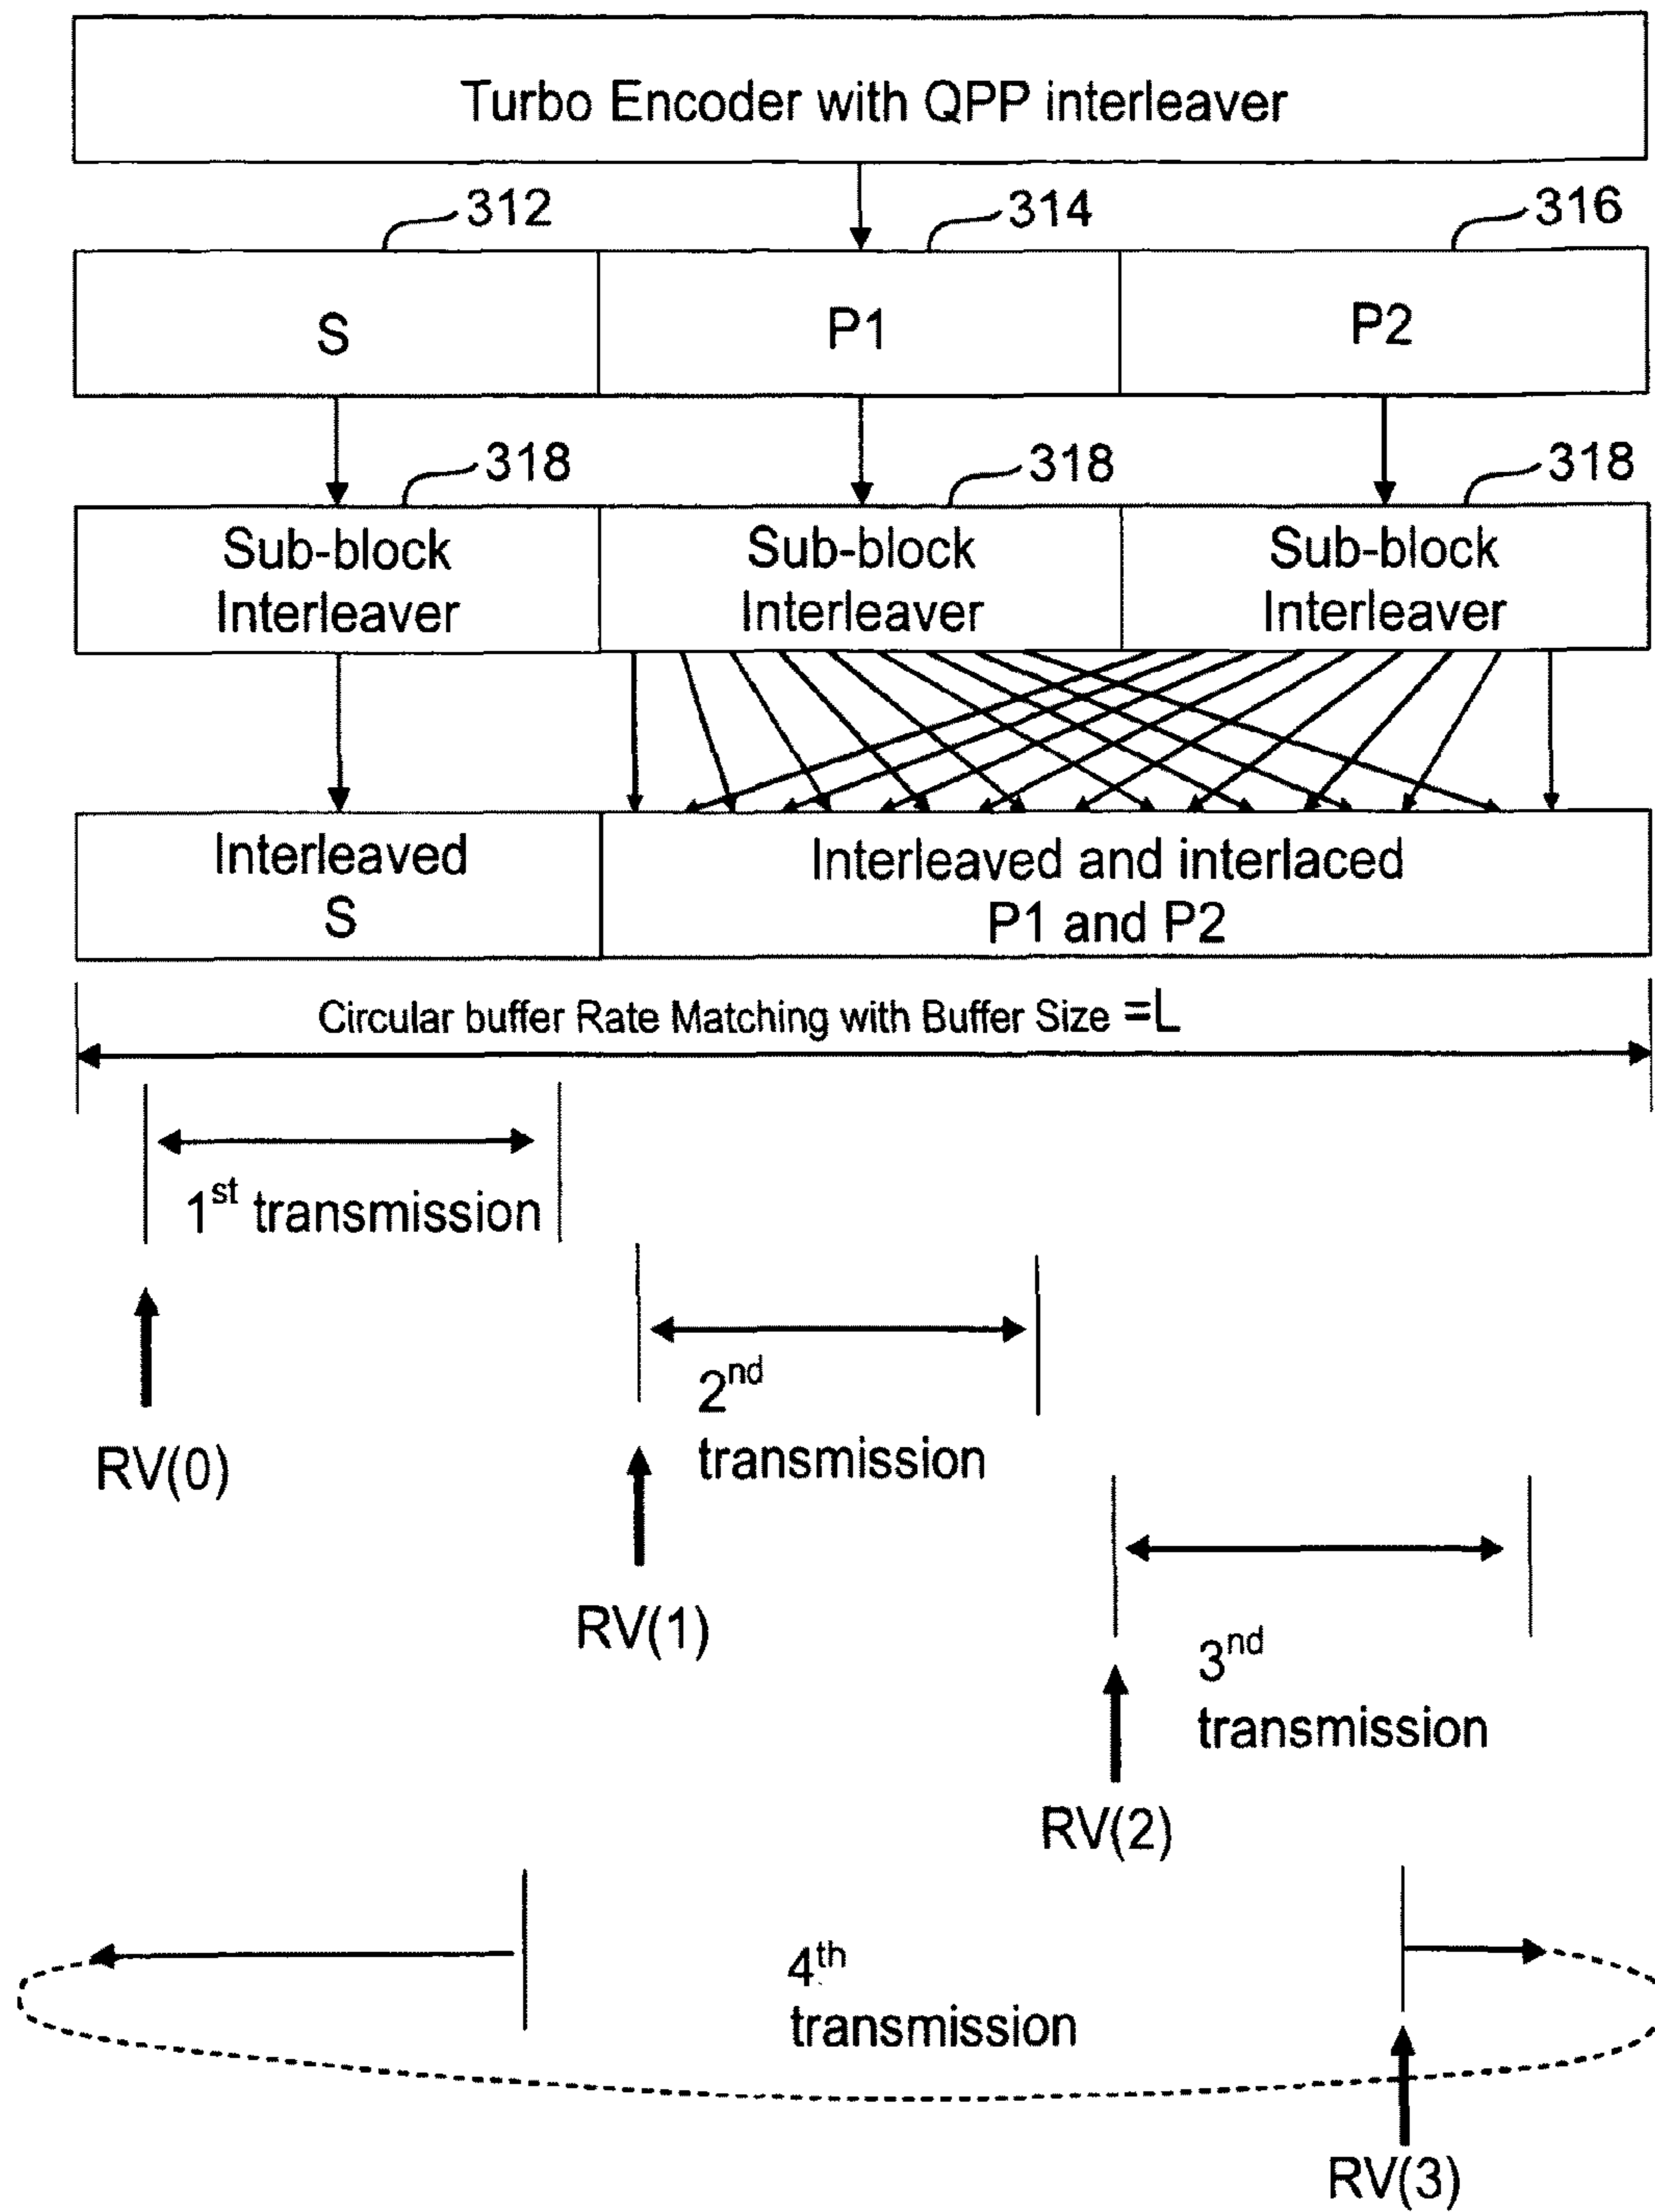 Turbo Encoder with QPP interleaver
312
314
316
S
P1
P2
318
318
318
Sub-block
Interleaver
Sub-block
Interleaver
Sub-block
Interleaver
Interleaved
S
Interleaved and interlaced
P1 and P2
Circular buffer Rate Matching with Buffer Size =L
1st transmission
RV(0)
2nd
transmission
RV(1)
3nd
transmission
RV(2)
4th
transmission
RV(3)